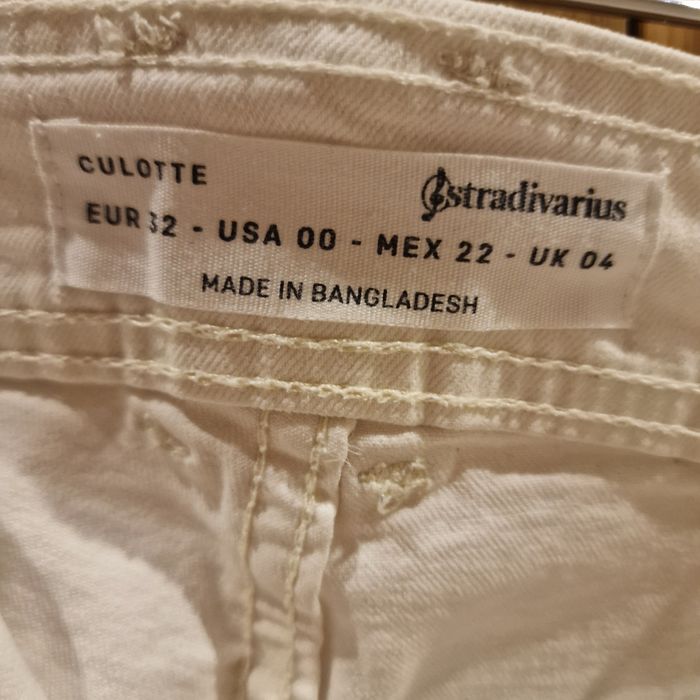 CULOTTE
stradivarius
EUR 32 - USA 00 - MEX 22 - UK 04
MADE IN BANGLADESH